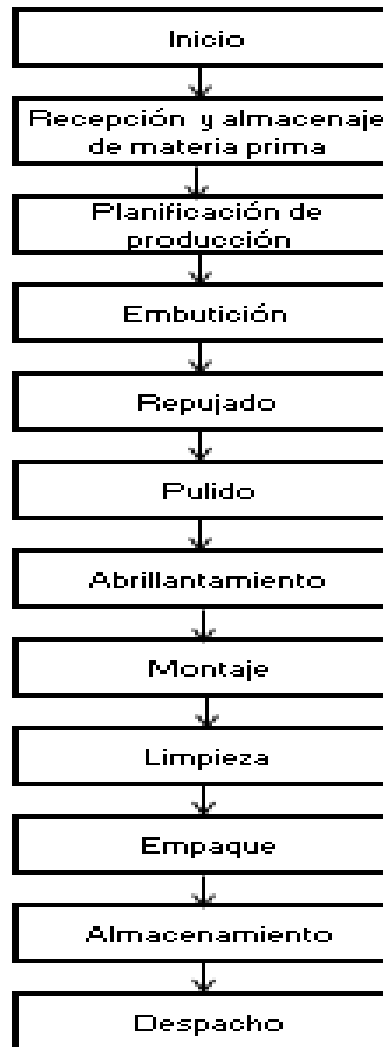 Inicio
Recepción y almacenaje
de materia prima
Planificación de
producción
Embutición
Repujado
Pulido
Abrillantamiento
Montaje
Limpieza
Empaque
Almacenamiento
Despacho